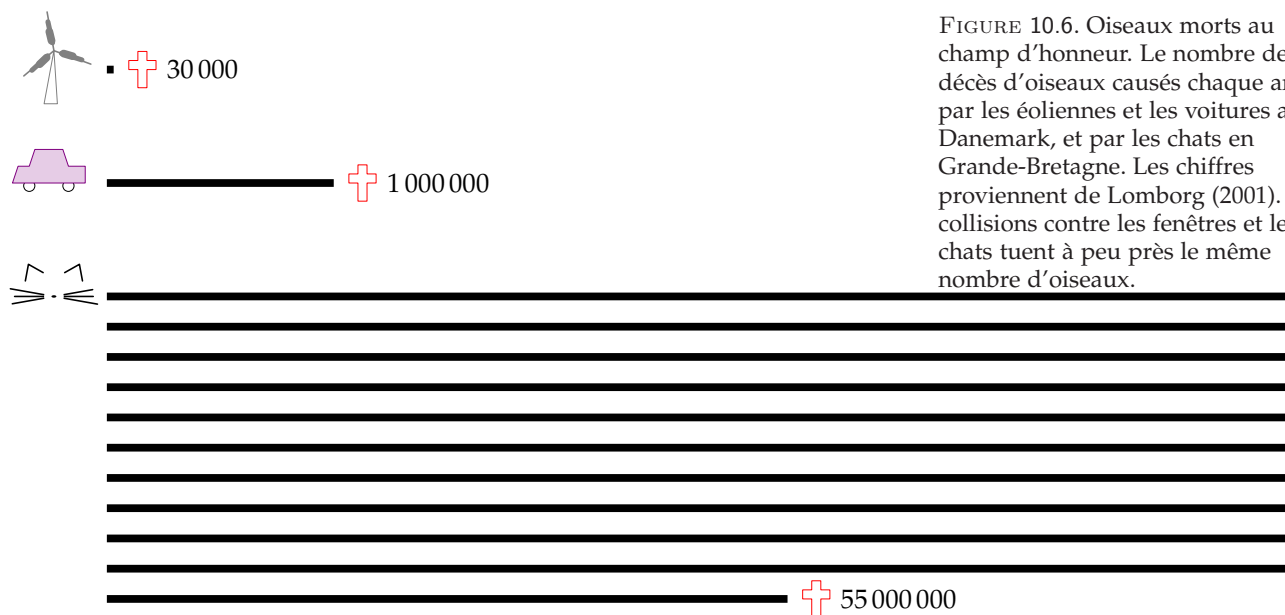 30 000
1 000 000
55 000 000
FIGURE 10.6. Oiseaux morts au
champ d'honneur. Le nombre de
décès d'oiseaux causés chaque
par les éoliennes et les voitures
Danemark, et par les chats en
Grande-Bretagne. Les chiffres
proviennent de Lomborg (2001).
collisions contre les fenêtres et
chats tuent à peu près le même
nombre d'oiseaux.